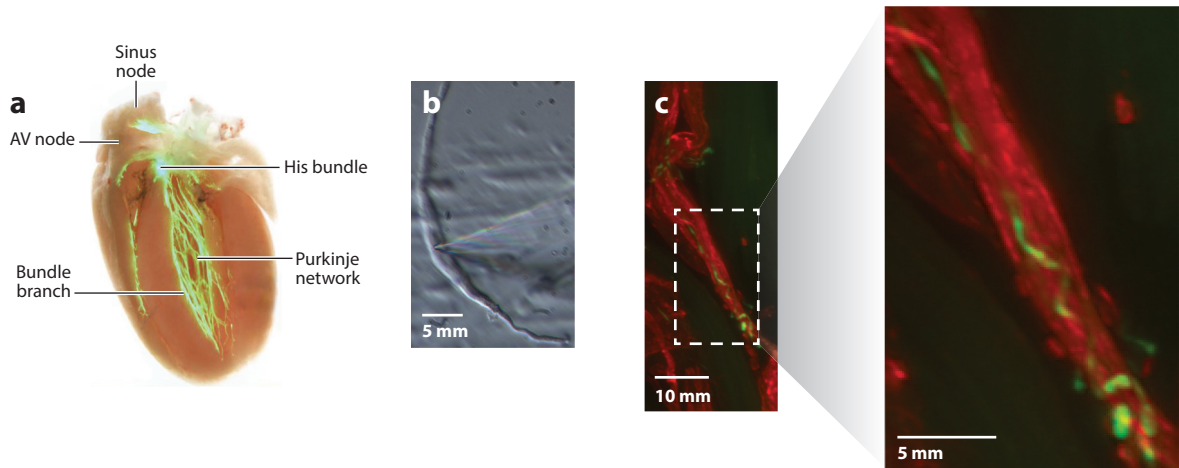 a
Sinus
node
AV node
His bundle
Bundle
branch
Purkinje
network
b
5 mm
c
10 mm
5 mm